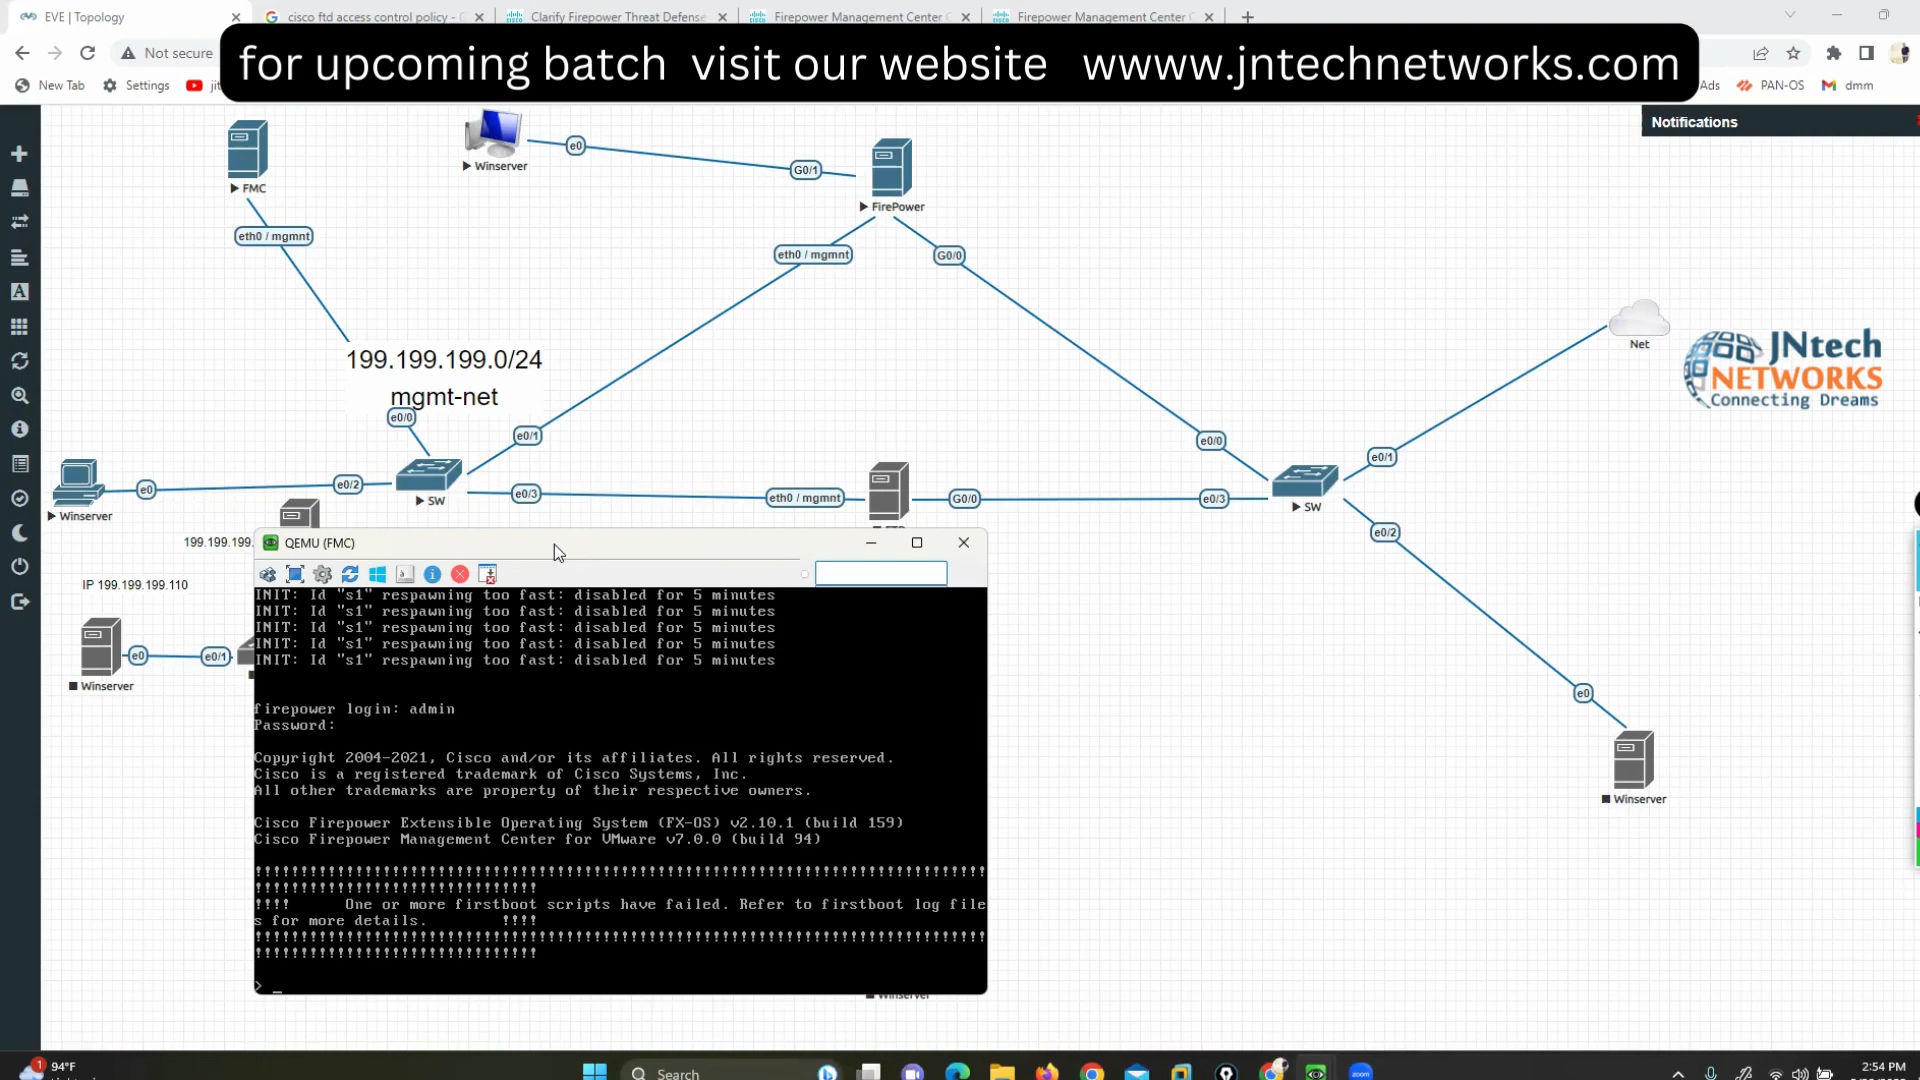 EVE | Topology
cisco ftd access control policy -
Clarify Firepower Threat Defense
Firepower Management Center
Firepower Management Center
Not secure
for upcoming batch visit our website wwww.jntechnetworks.com
New Tab
Settings
Ads
PAN-OS
dmm
Notifications
FMC
Winserver
e0
G0/1
FirePower
eth0 / mgmnt
eth0 / mgmnt
G0/0
Net
JNtech
NETWORKS
Connecting Dreams
199.199.199.0/24
mgmt-net
e0/0
e0/1
e0/0
e0/1
Winserver
e0
e0/2
SW
e0/3
eth0 / mgmnt
G0/0
e0/3
SW
e0/2
199.199.199.
IP 199.199.199.110
e0
e0/1
Winserver
QEMU (FMC)
INIT: Id "s1" respawning too fast: disabled for 5 minutes
INIT: Id "s1" respawning too fast: disabled for 5 minutes
INIT: Id "s1" respawning too fast: disabled for 5 minutes
INIT: Id "s1" respawning too fast: disabled for 5 minutes
INIT: Id "s1" respawning too fast: disabled for 5 minutes
firepower login: admin
Password:
Copyright 2004-2021, Cisco and/or its affiliates. All rights reserved.
Cisco is a registered trademark of Cisco Systems, Inc.
All other trademarks are property of their respective owners.
Cisco Firepower Extensible Operating System (FX-OS) v2.10.1 (build 159)
Cisco Firepower Management Center for VMware v7.0.0 (build 94)
!!!!!!!!!!!!!!!!!!!!!!!!!!!!!!!!!!!!!!!!!!!!!!!!!!!!!!!!!!!!!!!!!!!!!!!!!!!!!!!!
!!!!!!!!!!!!!!!!!!!!!!!!!!!!!!!
!!!! One or more firstboot scripts have failed. Refer to firstboot log file
s for more details. !!!!
!!!!!!!!!!!!!!!!!!!!!!!!!!!!!!!!!!!!!!!!!!!!!!!!!!!!!!!!!!!!!!!!!!!!!!!!!!!!!!!!
!!!!!!!!!!!!!!!!!!!!!!!!!!!!!!!
> _
e0
Winserver
Winserver
94°F
Search
zoom
2:54 PM